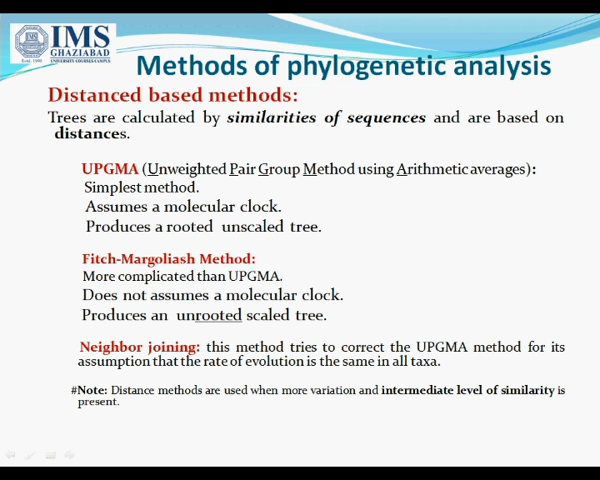 IMS
GHAZIABAD
UNIVERSITY COURSES CAMPUS
Estd. 1990
Methods of phylogenetic analysis
Distanced based methods:
Trees are calculated by similarities of sequences and are based on
distances.
UPGMA (Unweighted Pair Group Method using Arithmetic averages):
Simplest method.
Assumes a molecular clock.
Produces a rooted unscaled tree.
Fitch-Margoliash Method:
More complicated than UPGMA.
Does not assumes a molecular clock.
Produces an unrooted scaled tree.
Neighbor joining: this method tries to correct the UPGMA method for its
assumption that the rate of evolution is the same in all taxa.
#Note: Distance methods are used when more variation and intermediate level of similarity is
present.